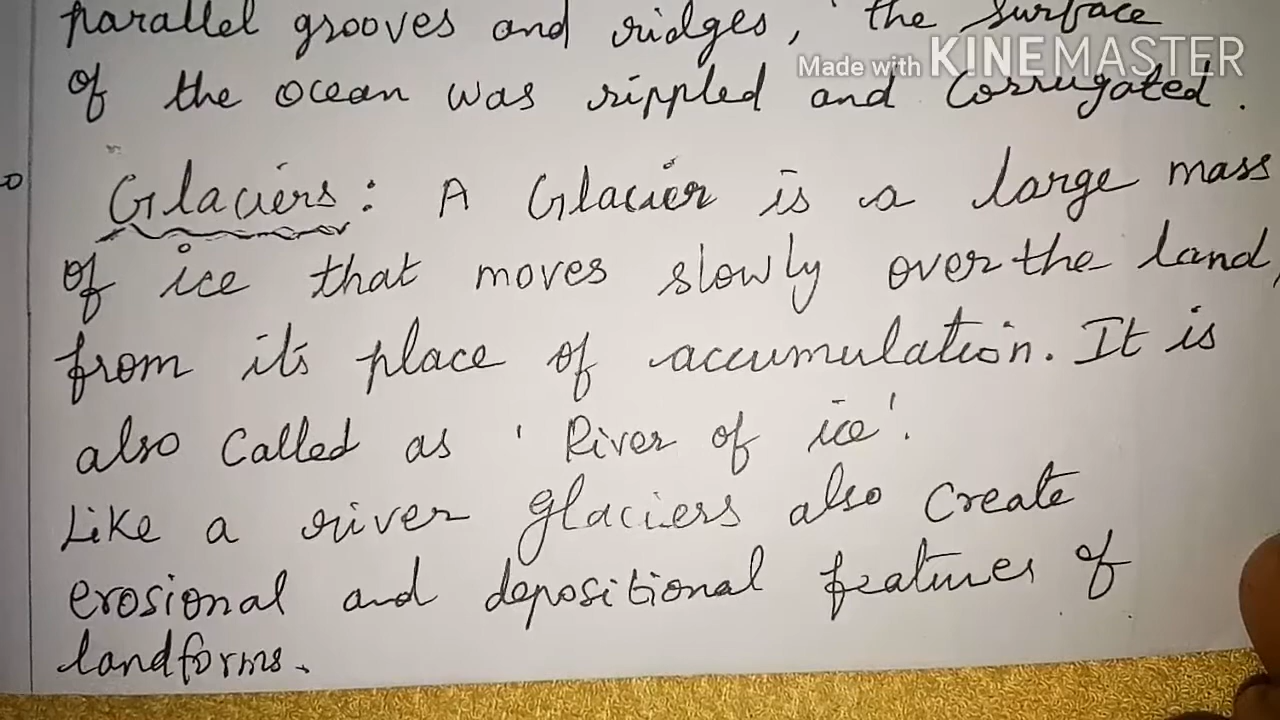 parallel grooves and ridges, the surface
Made with KINEMASTER
of the ocean was rippled and corrugated.
Glaciers: A Glacier is a large mass
of ice that moves slowly over the land,
from its place of accumulation. It is
also called as 'River of ice'.
Like a river glaciers also create
erosional and depositional features of
landforms.